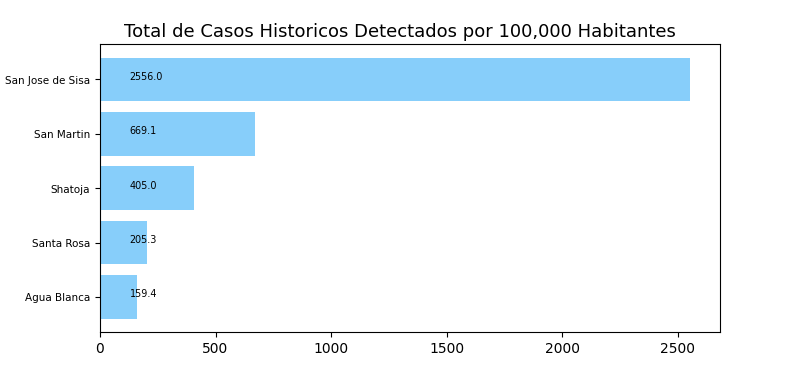 Total de Casos Historicos Detectados por 100,000 Habitantes
San Jose de Sisa 2556.0
San Martin 669.1
Shatoja 405.0
Santa Rosa 205.3
Agua Blanca 159.4
0 500 1000 1500 2000 2500